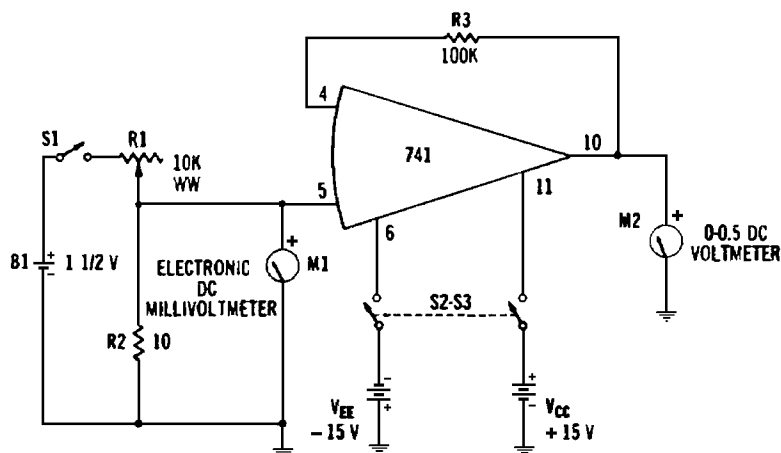 R3
100K
4
S1
R1
10K
WW
741
10
5
11
6
B1
+
-
1 1/2 V
ELECTRONIC
DC
MILLIVOLTMETER
+
M1
M2
+
0-0.5 DC
VOLTMETER
S2-S3
R2
10
-
+
VEE
- 15 V
+
-
VCC
+ 15 V